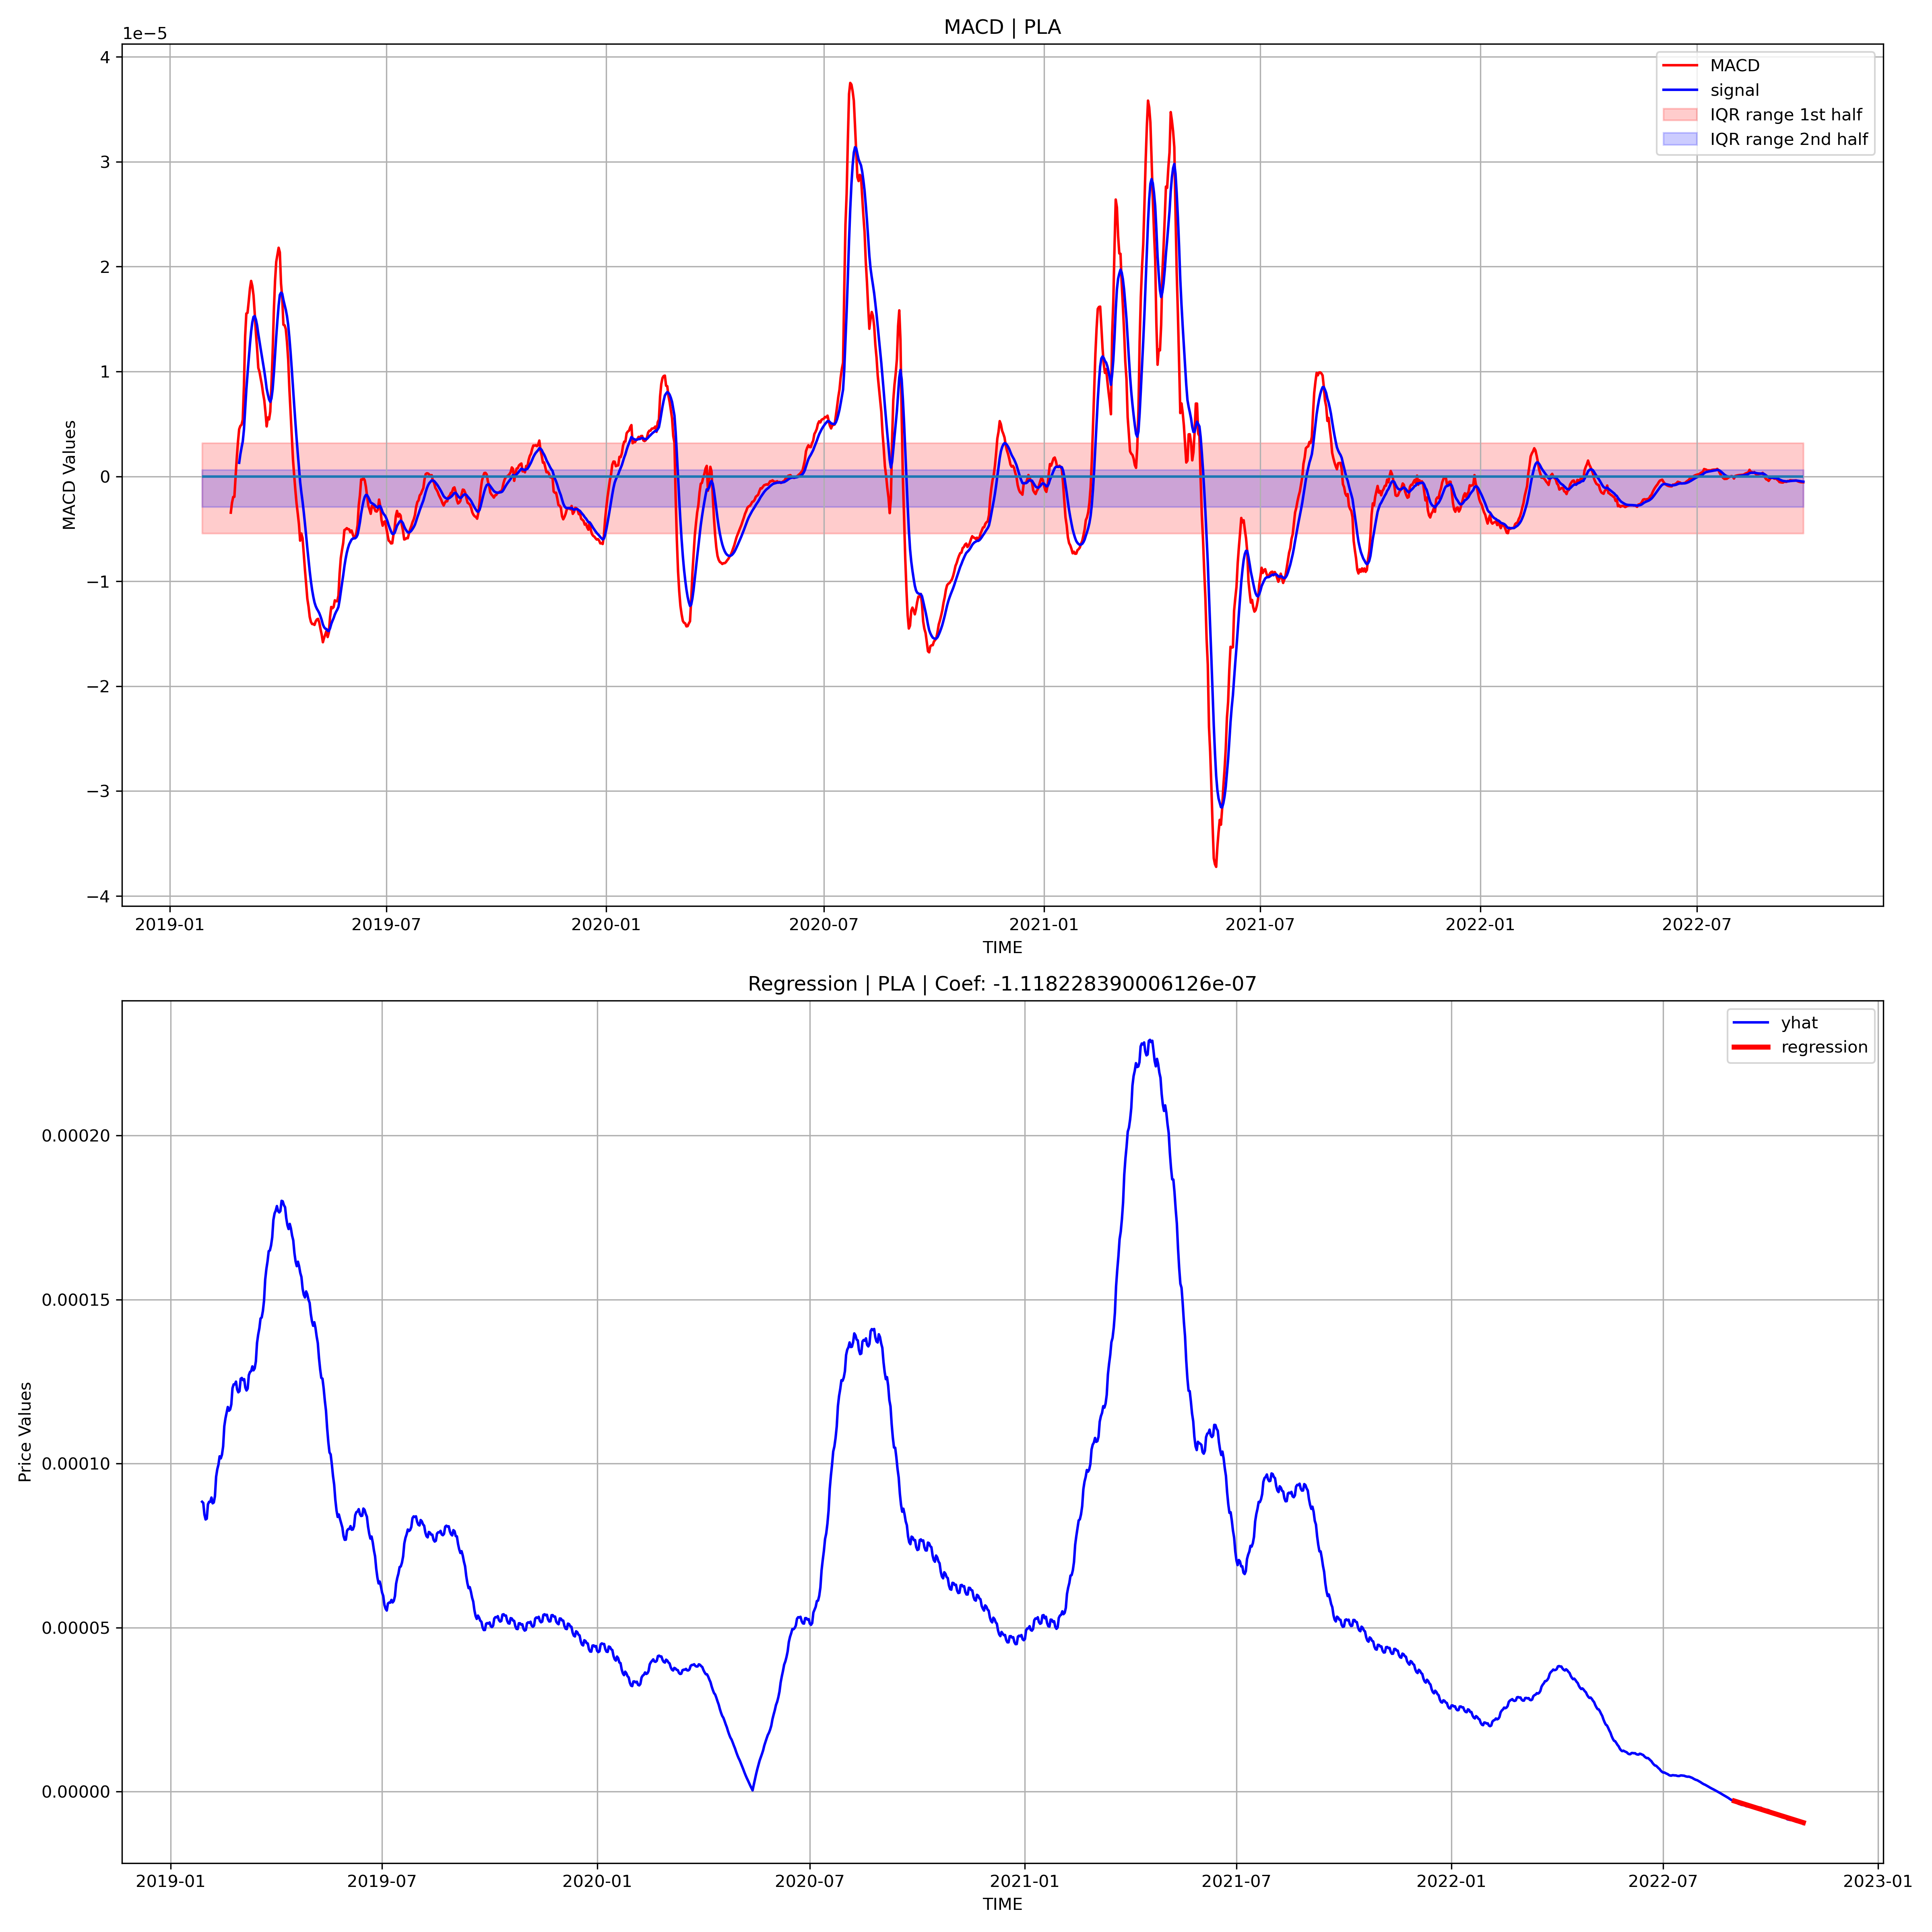 MACD | PLA
1e−5
4
3
2
1
0
−1
−2
−3
−4
MACD Values
MACD
signal
IQR range 1st half
IQR range 2nd half
2019-01 2019-07 2020-01 2020-07 2021-01 2021-07 2022-01 2022-07
TIME
Regression | PLA | Coef: -1.118228390006126e-07
yhat
regression
0.00020
0.00015
0.00010
0.00005
0.00000
Price Values
2019-01 2019-07 2020-01 2020-07 2021-01 2021-07 2022-01 2022-07 2023-01
TIME